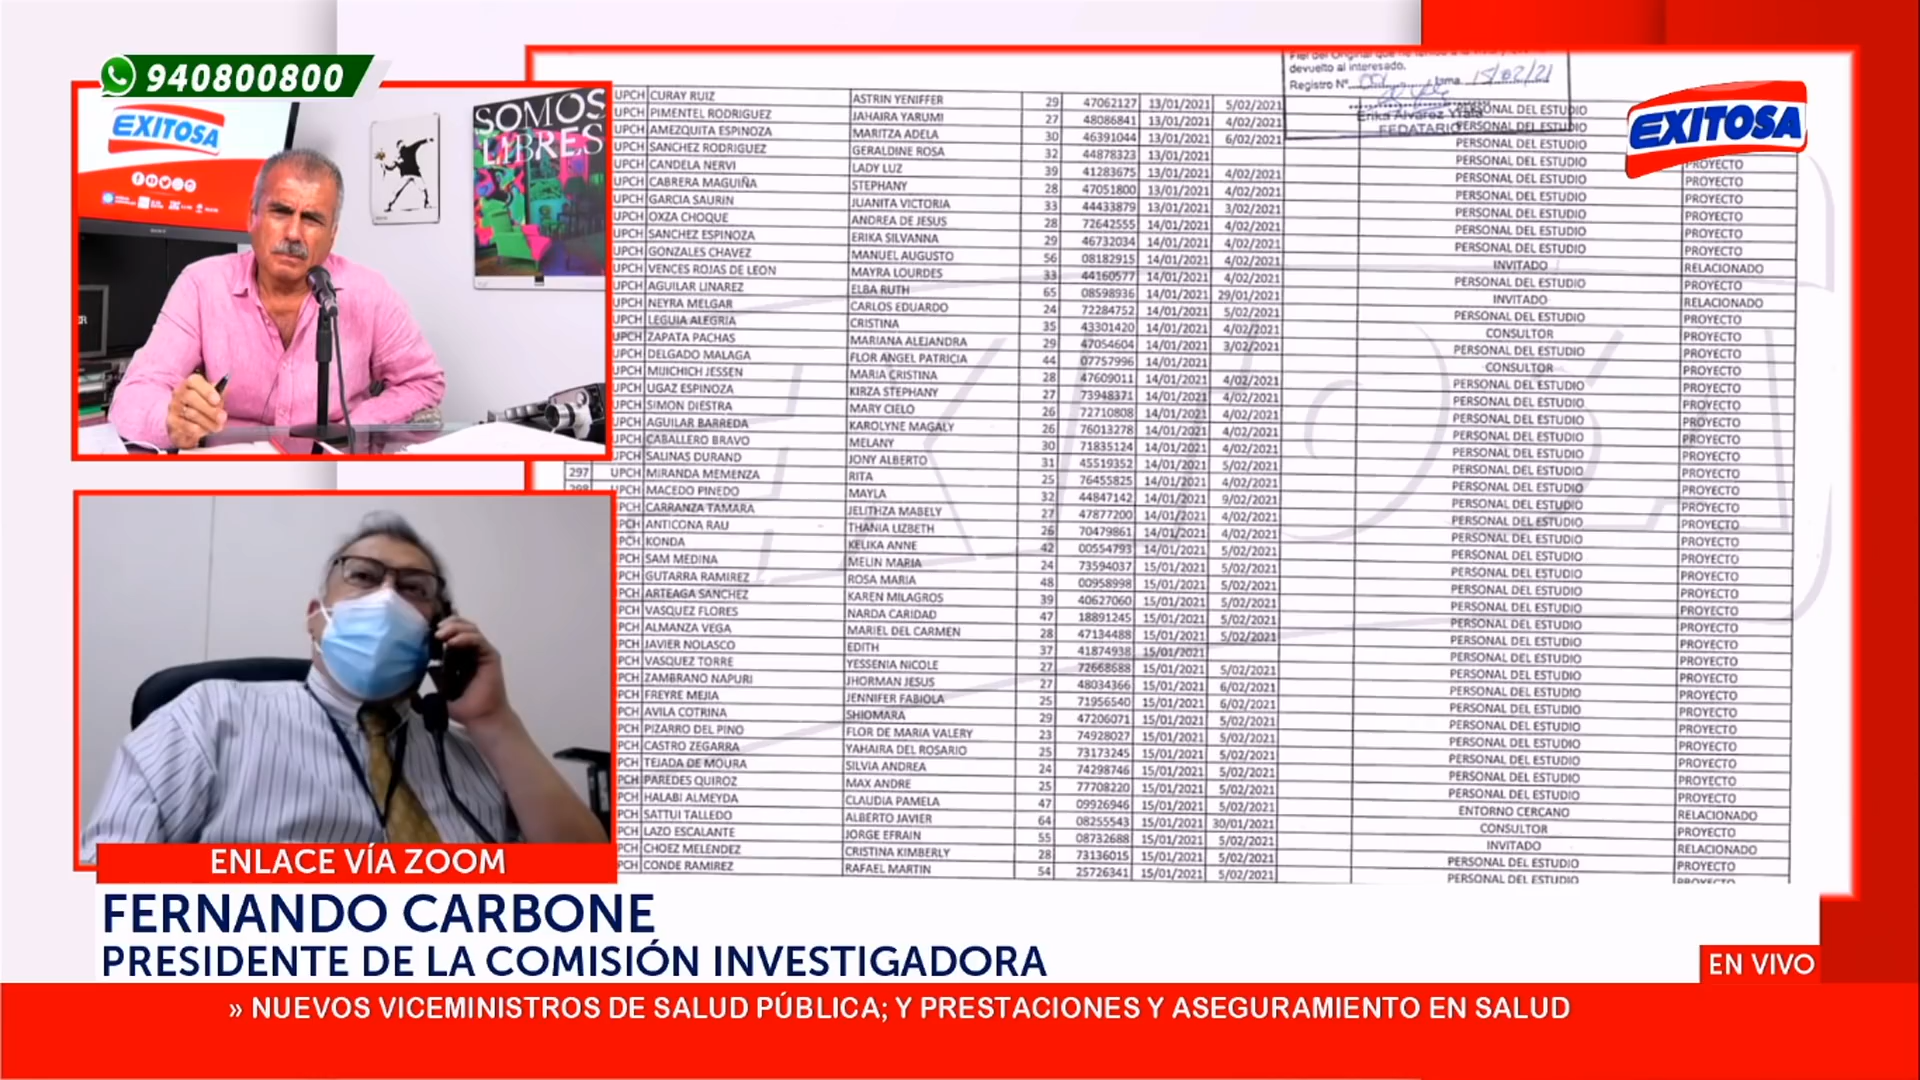 940800800
EXITOSA
SOMOS LIBRES
EXITOSA
devuelto al interesado.
Registro Nº 15/02/21
FEDATARIO
UPCH CURAY RUIZ ASTRIN YENIFFER 29 47062127 13/01/2021 5/02/2021 PERSONAL DEL ESTUDIO
UPCH PIMENTEL RODRIGUEZ JAHAIRA YARUMI 27 48086841 13/01/2021 4/02/2021 PERSONAL DEL ESTUDIO
UPCH AMEZQUITA ESPINOZA MARITZA ADELA 30 46391044 13/01/2021 6/02/2021 PERSONAL DEL ESTUDIO
UPCH SANCHEZ RODRIGUEZ GERALDINE ROSA 32 44878323 13/01/2021 PERSONAL DEL ESTUDIO PROYECTO
UPCH CANDELA NERVI LADY LUZ 39 41283675 13/01/2021 4/02/2021 PERSONAL DEL ESTUDIO PROYECTO
UPCH CABRERA MAGUIÑA STEPHANY 28 47051800 13/01/2021 4/02/2021 PERSONAL DEL ESTUDIO PROYECTO
UPCH GARCIA SAURIN JUANITA VICTORIA 33 44433879 13/01/2021 3/02/2021 PERSONAL DEL ESTUDIO PROYECTO
UPCH OXZA CHOQUE ANDREA DE JESUS 28 72642555 14/01/2021 4/02/2021 PERSONAL DEL ESTUDIO PROYECTO
UPCH SANCHEZ ESPINOZA ERIKA SILVANNA 29 46732034 14/01/2021 4/02/2021 PERSONAL DEL ESTUDIO PROYECTO
UPCH GONZALES CHAVEZ MANUEL AUGUSTO 56 08182915 14/01/2021 4/02/2021 INVITADO RELACIONADO
UPCH VENCES ROJAS DE LEON MAYRA LOURDES 33 44160577 14/01/2021 4/02/2021 PERSONAL DEL ESTUDIO PROYECTO
UPCH AGUILAR LINAREZ ELBA RUTH 65 08598936 14/01/2021 29/01/2021 INVITADO RELACIONADO
UPCH NEYRA MELGAR CARLOS EDUARDO 24 72284752 14/01/2021 5/02/2021 PERSONAL DEL ESTUDIO PROYECTO
UPCH LEGUIA ALEGRIA CRISTINA 35 43301420 14/01/2021 4/02/2021 CONSULTOR PROYECTO
UPCH ZAPATA PACHAS MARIANA ALEJANDRA 29 47054604 14/01/2021 3/02/2021 PERSONAL DEL ESTUDIO PROYECTO
UPCH DELGADO MALAGA FLOR ANGEL PATRICIA 44 07757996 14/01/2021 CONSULTOR PROYECTO
UPCH MIJICHICH JESSEN MARIA CRISTINA 28 47609011 14/01/2021 4/02/2021 PERSONAL DEL ESTUDIO PROYECTO
UPCH UGAZ ESPINOZA KIRZA STEPHANY 27 73948371 14/01/2021 4/02/2021 PERSONAL DEL ESTUDIO PROYECTO
UPCH SIMON DIESTRA MARY CIELO 26 72710808 14/01/2021 4/02/2021 PERSONAL DEL ESTUDIO PROYECTO
UPCH AGUILAR BARREDA KAROLYNE MAGALY 26 76013278 14/01/2021 4/02/2021 PERSONAL DEL ESTUDIO PROYECTO
UPCH CABALLERO BRAVO MELANY 30 71835124 14/01/2021 4/02/2021 PERSONAL DEL ESTUDIO PROYECTO
UPCH SALINAS DURAND JONY ALBERTO 31 45519352 14/01/2021 5/02/2021 PERSONAL DEL ESTUDIO PROYECTO
297 UPCH MIRANDA MEMENZA RITA 25 76455825 14/01/2021 4/02/2021 PERSONAL DEL ESTUDIO PROYECTO
298 UPCH MACEDO PINEDO MAYLA 32 44847142 14/01/2021 9/02/2021 PERSONAL DEL ESTUDIO PROYECTO
UPCH CARRANZA TAMARA JELITHZA MABELY 27 47877200 14/01/2021 4/02/2021 PERSONAL DEL ESTUDIO PROYECTO
UPCH ANTICONA RAU THANIA LIZBETH 26 70479861 14/01/2021 4/02/2021 PERSONAL DEL ESTUDIO PROYECTO
UPCH KONDA KELIKA ANNE 42 00554793 14/01/2021 5/02/2021 PERSONAL DEL ESTUDIO PROYECTO
PCH SAM MEDINA MELIN MARIA 24 73594037 15/01/2021 5/02/2021 PERSONAL DEL ESTUDIO PROYECTO
PCH GUTARRA RAMIREZ ROSA MARIA 48 00958998 15/01/2021 5/02/2021 PERSONAL DEL ESTUDIO PROYECTO
PCH ARTEAGA SANCHEZ KAREN MILAGROS 39 40627060 15/01/2021 5/02/2021 PERSONAL DEL ESTUDIO PROYECTO
PCH VASQUEZ FLORES NARDA CARIDAD 47 18891245 15/01/2021 5/02/2021 PERSONAL DEL ESTUDIO PROYECTO
PCH ALMANZA VEGA MARIEL DEL CARMEN 28 47134488 15/01/2021 5/02/2021 PERSONAL DEL ESTUDIO PROYECTO
PCH JAVIER NOLASCO EDITH 37 41874938 15/01/2021 PERSONAL DEL ESTUDIO PROYECTO
PCH VASQUEZ TORRE YESSENIA NICOLE 27 72668688 15/01/2021 5/02/2021 PERSONAL DEL ESTUDIO PROYECTO
PCH ZAMBRANO NAPURI JHORMAN JESUS 27 48034366 15/01/2021 6/02/2021 PERSONAL DEL ESTUDIO PROYECTO
PCH FREYRE MEJIA JENNIFER FABIOLA 25 71956540 15/01/2021 6/02/2021 PERSONAL DEL ESTUDIO PROYECTO
PCH AVILA COTRINA SHIOMARA 29 47206071 15/01/2021 5/02/2021 PERSONAL DEL ESTUDIO PROYECTO
PCH PIZARRO DEL PINO FLOR DE MARIA VALERY 23 74928027 15/01/2021 5/02/2021 PERSONAL DEL ESTUDIO PROYECTO
PCH CASTRO ZEGARRA YAHAIRA DEL ROSARIO 25 73173245 15/01/2021 5/02/2021 PERSONAL DEL ESTUDIO PROYECTO
PCH TEJADA DE MOURA SILVIA ANDREA 24 74298746 15/01/2021 5/02/2021 PERSONAL DEL ESTUDIO PROYECTO
PCH PAREDES QUIROZ MAX ANDRE 25 77708220 15/01/2021 5/02/2021 PERSONAL DEL ESTUDIO PROYECTO
PCH HALABI ALMEYDA CLAUDIA PAMELA 47 09926946 15/01/2021 5/02/2021 ENTORNO CERCANO RELACIONADO
PCH SATTUI TALLEDO ALBERTO JAVIER 64 08255543 15/01/2021 30/01/2021 CONSULTOR PROYECTO
PCH LAZO ESCALANTE JORGE EFRAIN 55 08732688 15/01/2021 5/02/2021 INVITADO RELACIONADO
PCH CHOEZ MELENDEZ CRISTINA KIMBERLY 28 73136015 15/01/2021 5/02/2021 PERSONAL DEL ESTUDIO PROYECTO
PCH CONDE RAMIREZ RAFAEL MARTIN 54 25726341 15/01/2021 5/02/2021 PERSONAL DEL ESTUDIO PROYECTO
ENLACE VÍA ZOOM
FERNANDO CARBONE
PRESIDENTE DE LA COMISIÓN INVESTIGADORA
EN VIVO
» NUEVOS VICEMINISTROS DE SALUD PÚBLICA; Y PRESTACIONES Y ASEGURAMIENTO EN SALUD